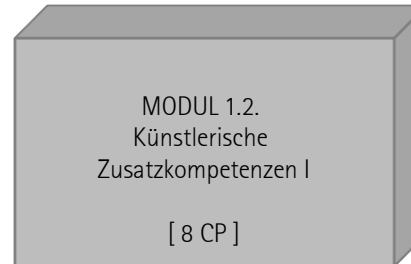 MODUL 1.2.
Künstlerische
Zusatzkompetenzen I
[ 8 CP ]